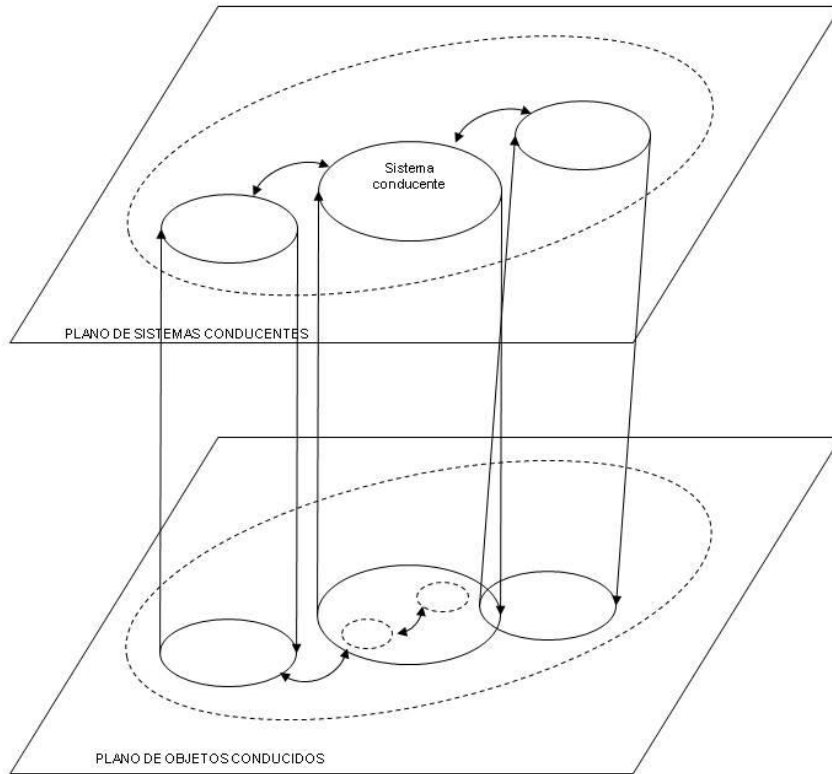 Sistema
conducente
PLANO DE SISTEMAS CONDUCENTES
PLANO DE OBJETOS CONDUCIDOS